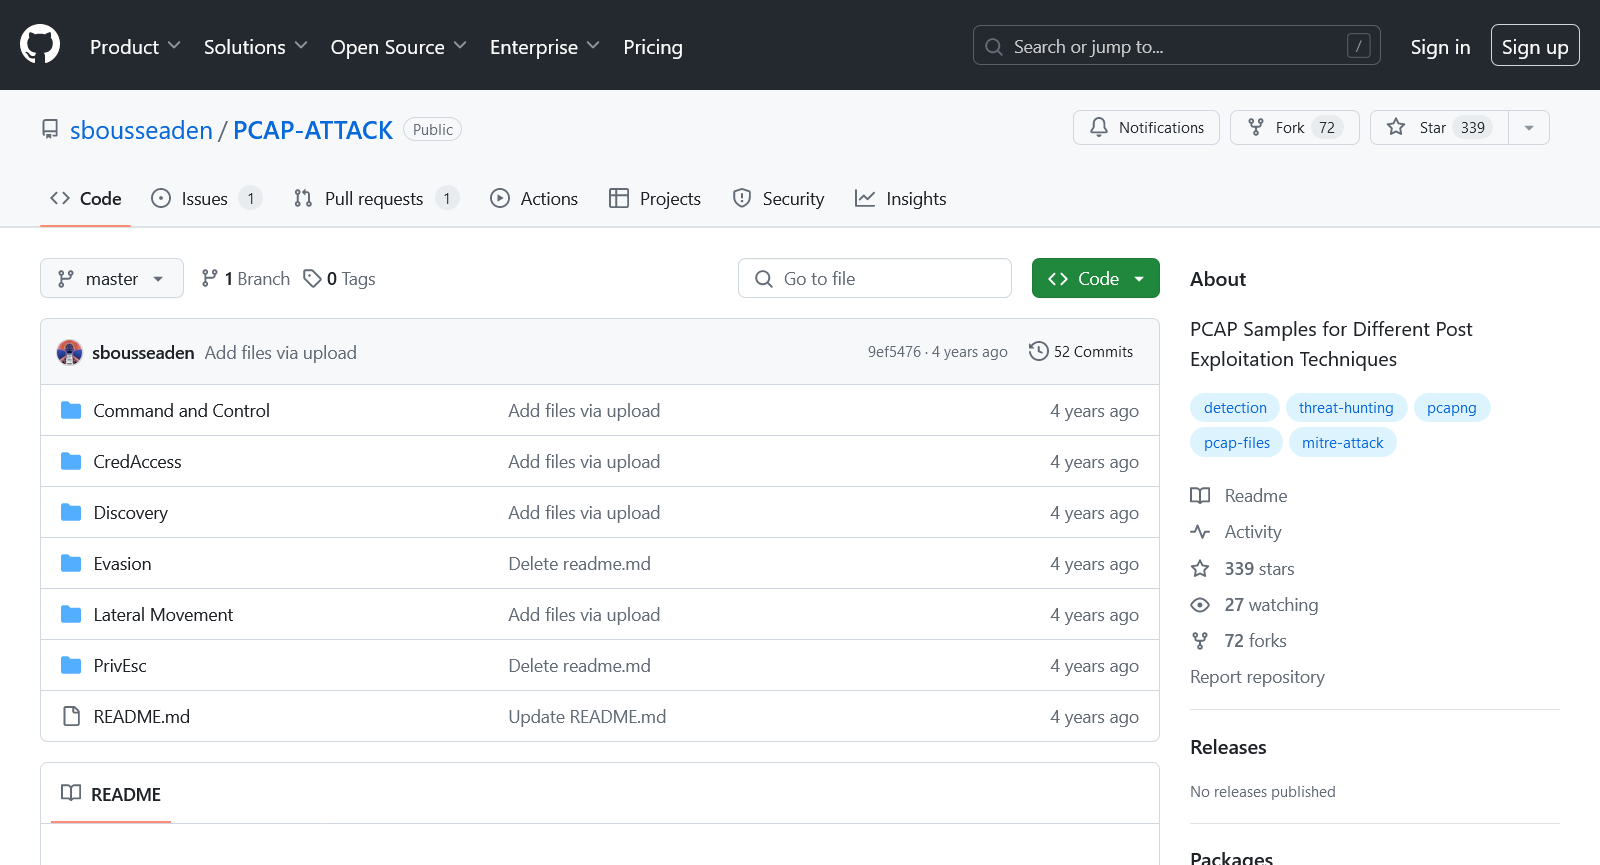 Product Solutions Open Source Enterprise Pricing Search or jump to... / Sign in Sign up
sbousseaden / PCAP-ATTACK Public Notifications Fork 72 Star 339
Code Issues 1 Pull requests 1 Actions Projects Security Insights
master 1 Branch 0 Tags Go to file Code
sbousseaden Add files via upload 9ef5476 · 4 years ago 52 Commits
Command and Control Add files via upload 4 years ago
CredAccess Add files via upload 4 years ago
Discovery Add files via upload 4 years ago
Evasion Delete readme.md 4 years ago
Lateral Movement Add files via upload 4 years ago
PrivEsc Delete readme.md 4 years ago
README.md Update README.md 4 years ago
README
About
PCAP Samples for Different Post
Exploitation Techniques
detection threat-hunting pcapng
pcap-files mitre-attack
Readme
Activity
339 stars
27 watching
72 forks
Report repository
Releases
No releases published
Packages